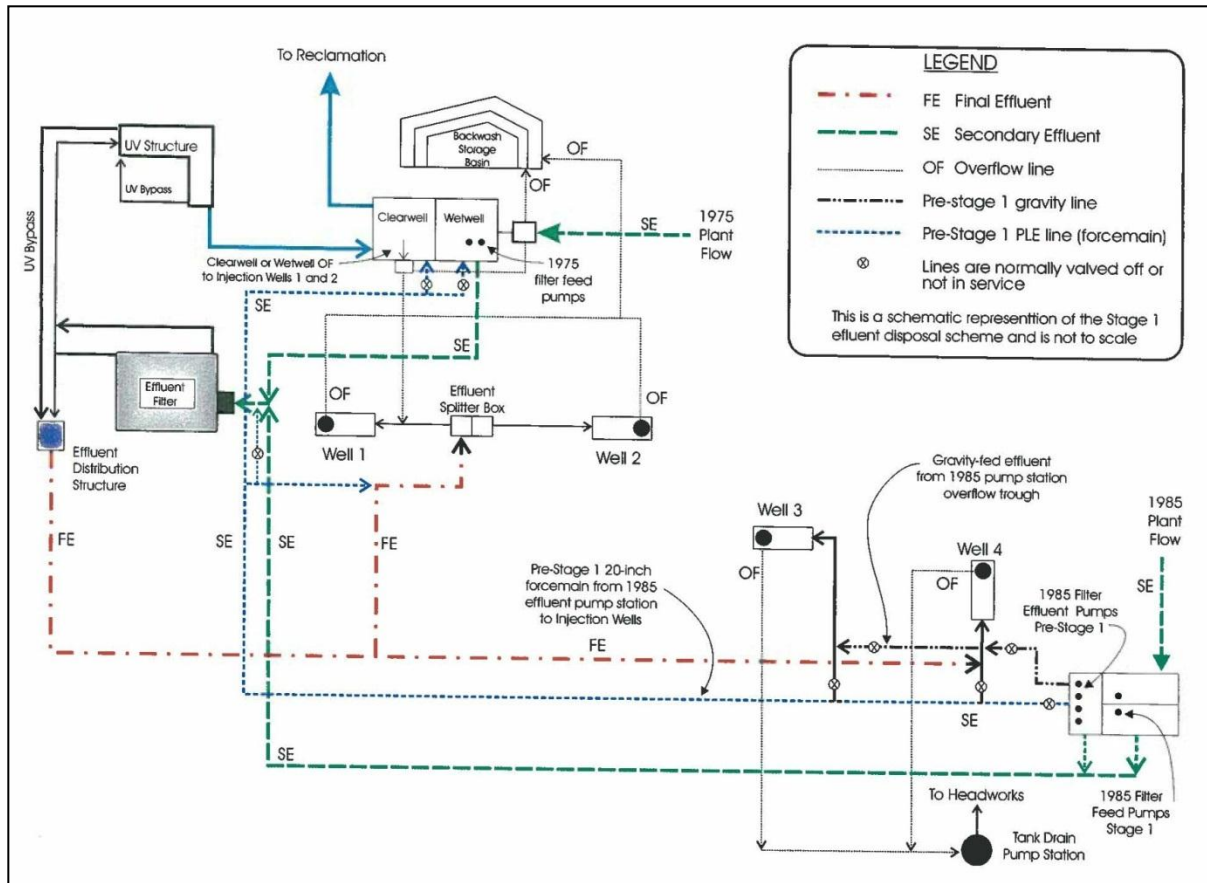 To Reclamation
UV Structure
UV Bypass
UV Bypass
Backwash
Storage
Basin
OF
OF
Clearwell
Wetwell
SE
1975
Plant
Flow
Clearwell or Wetwell OF
to Injection Wells 1 and 2
1975
filter feed
pumps
SE
SE
Effluent
Filter
OF
Effluent
Splitter Box
OF
Well 1
Well 2
Effluent
Distribution
Structure
FE
SE
SE
FE
FE
LEGEND
FE Final Effluent
SE Secondary Effluent
OF Overflow line
Pre-stage 1 gravity line
Pre-Stage 1 PLE line (forcemain)
Lines are normally valved off or
not in service
This is a schematic representtion of the Stage 1
efluent disposal scheme and is not to scale
Gravity-fed effluent
from 1985 pump station
overflow trough
Well 3
OF
Well 4
OF
1985
Plant
Flow
SE
Pre-Stage 1 20-inch
forcemain from 1985
effluent pump station
to Injection Wells
1985 Filter
Effluent Pumps
Pre-Stage 1
SE
SE
To Headworks
Tank Drain
Pump Station
1985 Filter
Feed Pumps
Stage 1